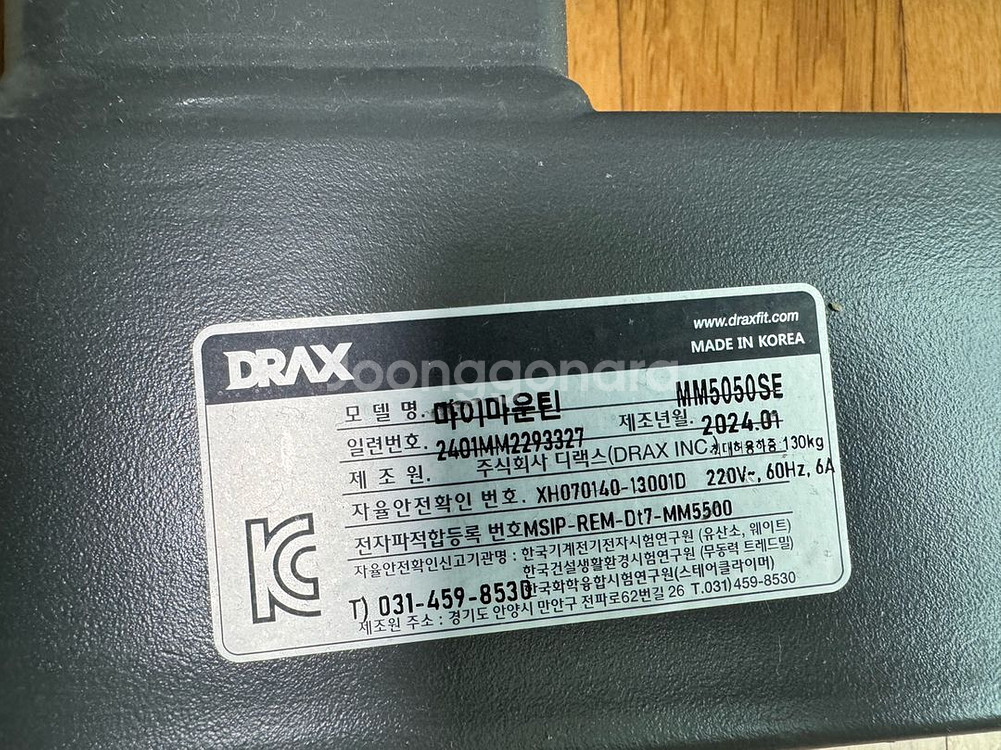 DRAX
www.draxfit.com
MADE IN KOREA
Joonggonara
모 델 명. 마이마운틴 MM5050SE
일련번호. 2401MM2293327 제조년월. 2024.01
제 조 원. 주식회사 디랙스(DRAX INC.) 최대허용하중 130kg
자율안전확인 번호. XH070140-13001D 220V~, 60Hz, 6A
전자파적합등록 번호 MSIP-REM-Dt7-MM5500
자율안전확인신고기관명 : 한국기계전기전자시험연구원 (유산소, 웨이트)
한국건설생활환경시험연구원 (무동력 트레드밀)
한국화학융합시험연구원(스테어클라이머)
T) 031-459-8530
제조원 주소 : 경기도 안양시 만안구 전파로62번길 26 T.031)459-8530